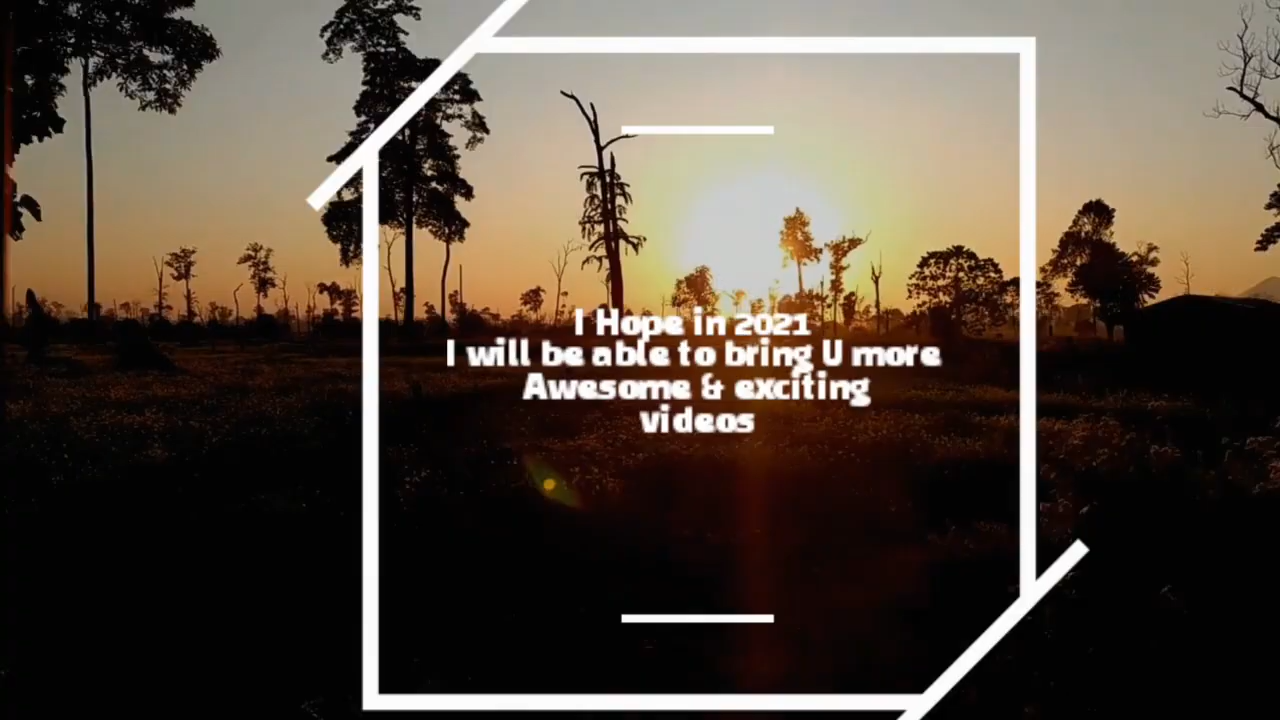 I Hope in 2021
I will be able to bring U more
Awesome & exciting
videos